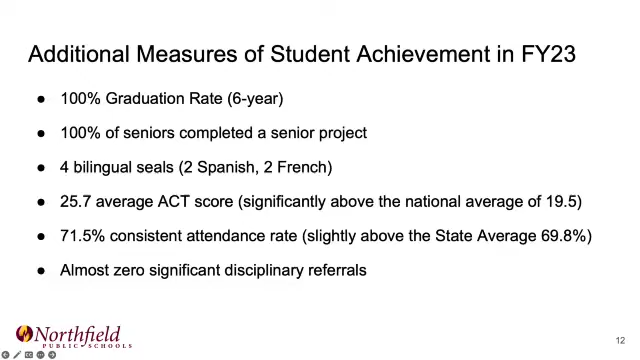 Additional Measures of Student Achievement in FY23
● 100% Graduation Rate (6-year)
● 100% of seniors completed a senior project
● 4 bilingual seals (2 Spanish, 2 French)
● 25.7 average ACT score (significantly above the national average of 19.5)
● 71.5% consistent attendance rate (slightly above the State Average 69.8%)
● Almost zero significant disciplinary referrals
Northfield
PUBLIC SCHOOLS
12